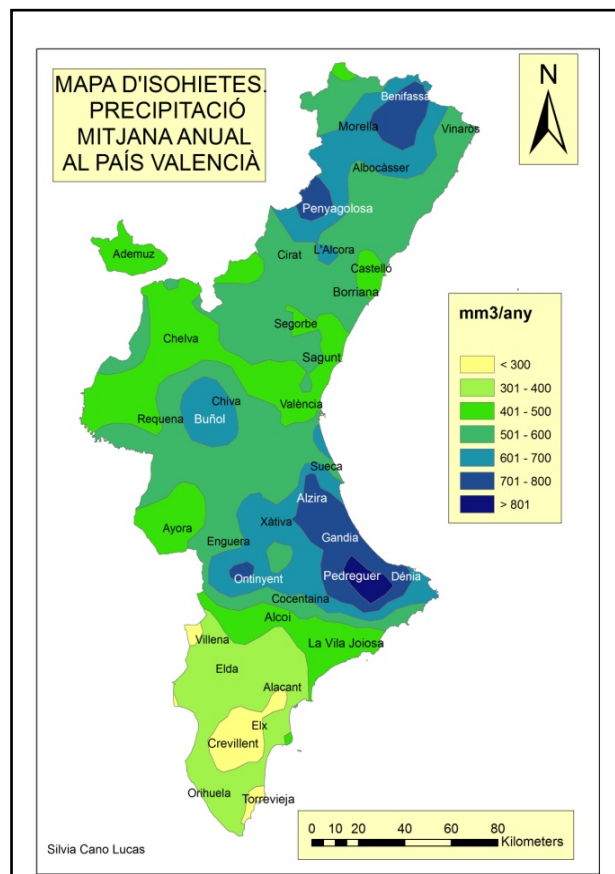 MAPA D'ISOHIETES.
PRECIPITACIÓ
MITJANA ANUAL
AL PAÍS VALENCIÀ
N
Benifassà
Morella
Vinaròs
Albocàsser
Penyagolosa
L'Alcora
Cirat
Ademuz
Castelló
Borriana
Segorbe
Chelva
Sagunt
Chiva
València
Requena
Buñol
Sueca
Alzira
Xàtiva
Ayora
Gandia
Enguera
Pedreguer
Dénia
Ontinyent
Cocentaina
Alcoi
La Vila Joiosa
Villena
Elda
Alacant
Elx
Crevillent
Orihuela
Torrevieja
mm3/any
< 300
301 - 400
401 - 500
501 - 600
601 - 700
701 - 800
> 801
0 5 10 20 40 60 80
Kilometers
Silvia Cano Lucas